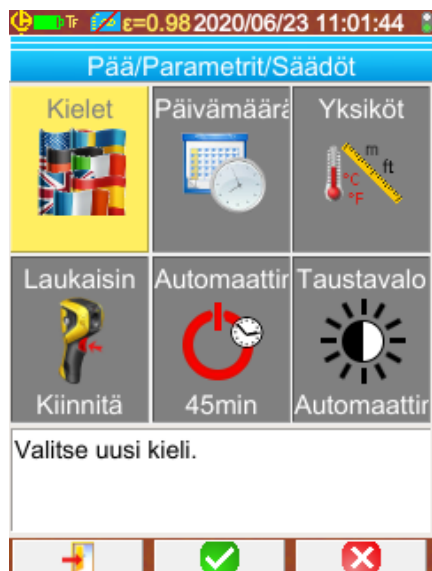 Tr ε=0.98 2020/06/23 11:01:44
Pää/Parametrit/Säädöt
Kielet Päivämäärä Yksiköt
m
ft
°C
°F
Laukaisin Automaattir Taustavalo
Kiinnitä 45min Automaattir
Valitse uusi kieli.